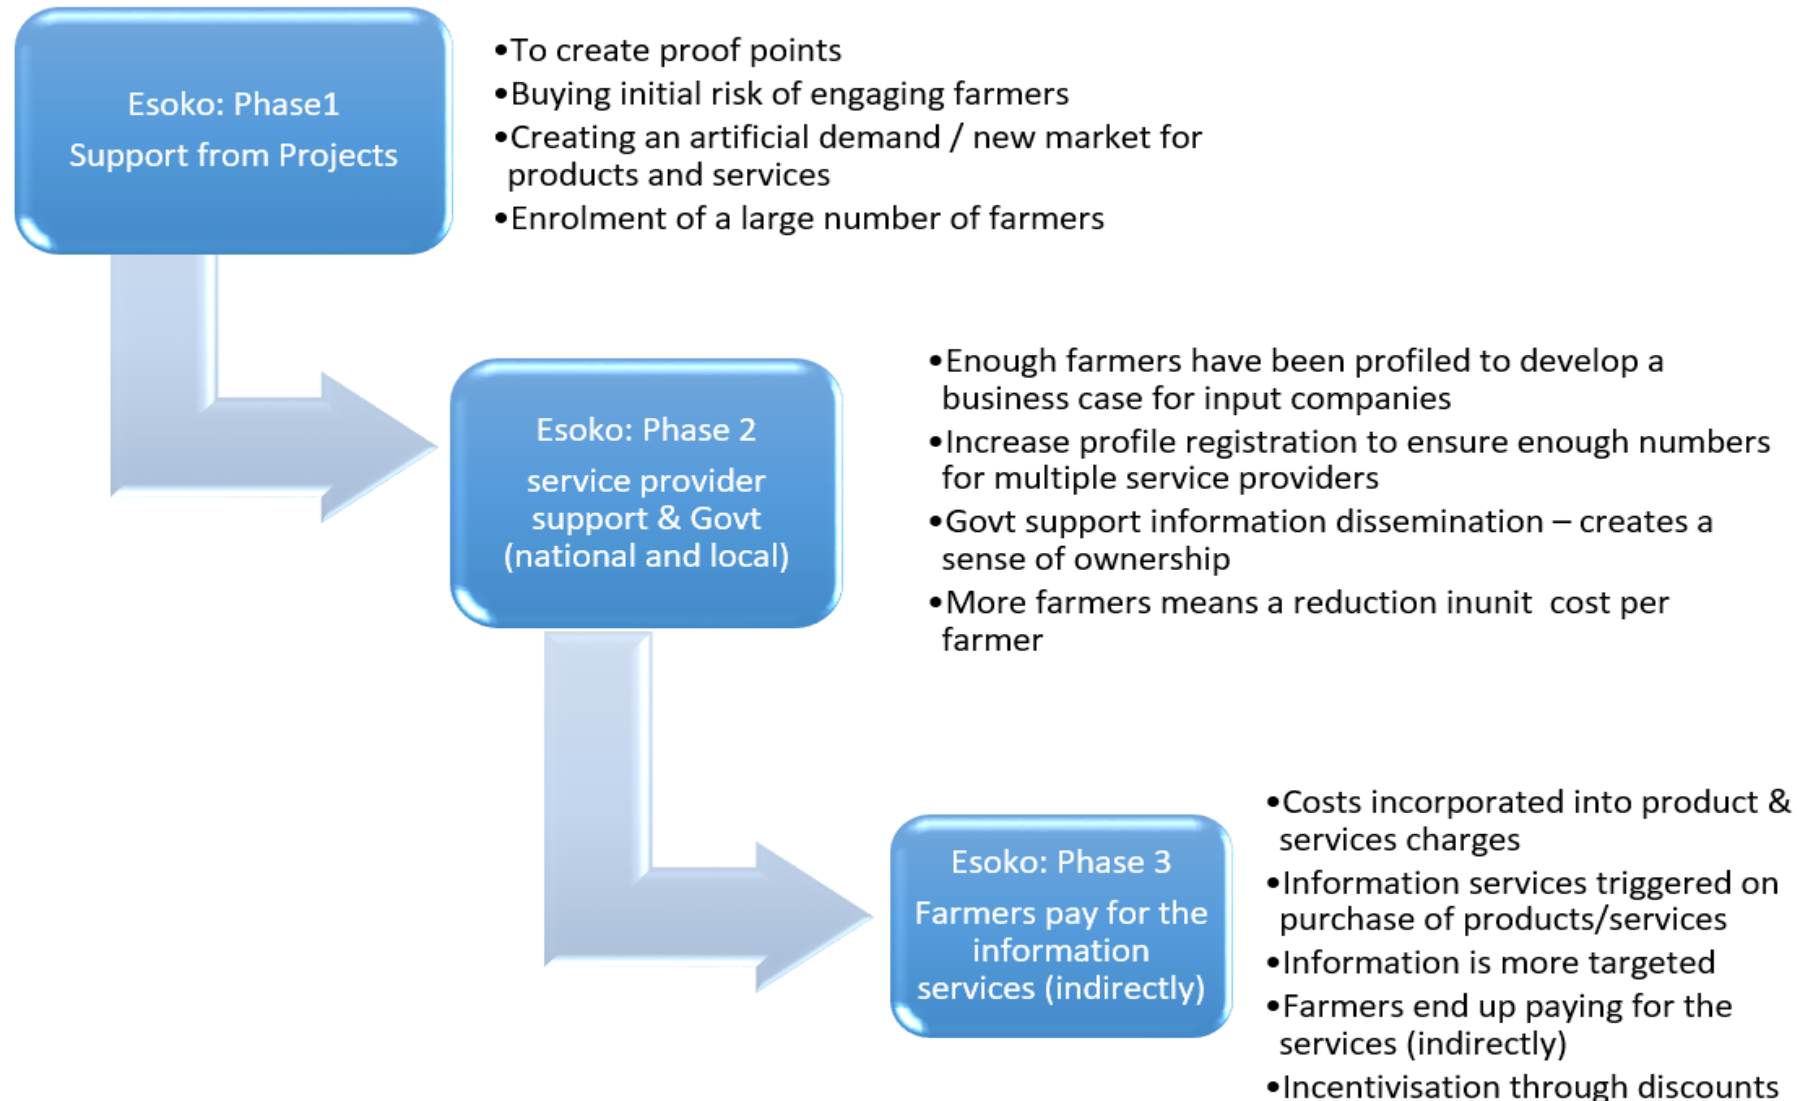 Esoko: Phase1
Support from Projects
•To create proof points
•Buying initial risk of engaging farmers
•Creating an artificial demand / new market for
products and services
•Enrolment of a large number of farmers
Esoko: Phase 2
service provider
support & Govt
(national and local)
•Enough farmers have been profiled to develop a
business case for input companies
•Increase profile registration to ensure enough numbers
for multiple service providers
•Govt support information dissemination – creates a
sense of ownership
•More farmers means a reduction inunit  cost per
farmer
Esoko: Phase 3
Farmers pay for the
information
services (indirectly)
•Costs incorporated into product &
services charges
•Information services triggered on
purchase of products/services
•Information is more targeted
•Farmers end up paying for the
services (indirectly)
•Incentivisation through discounts